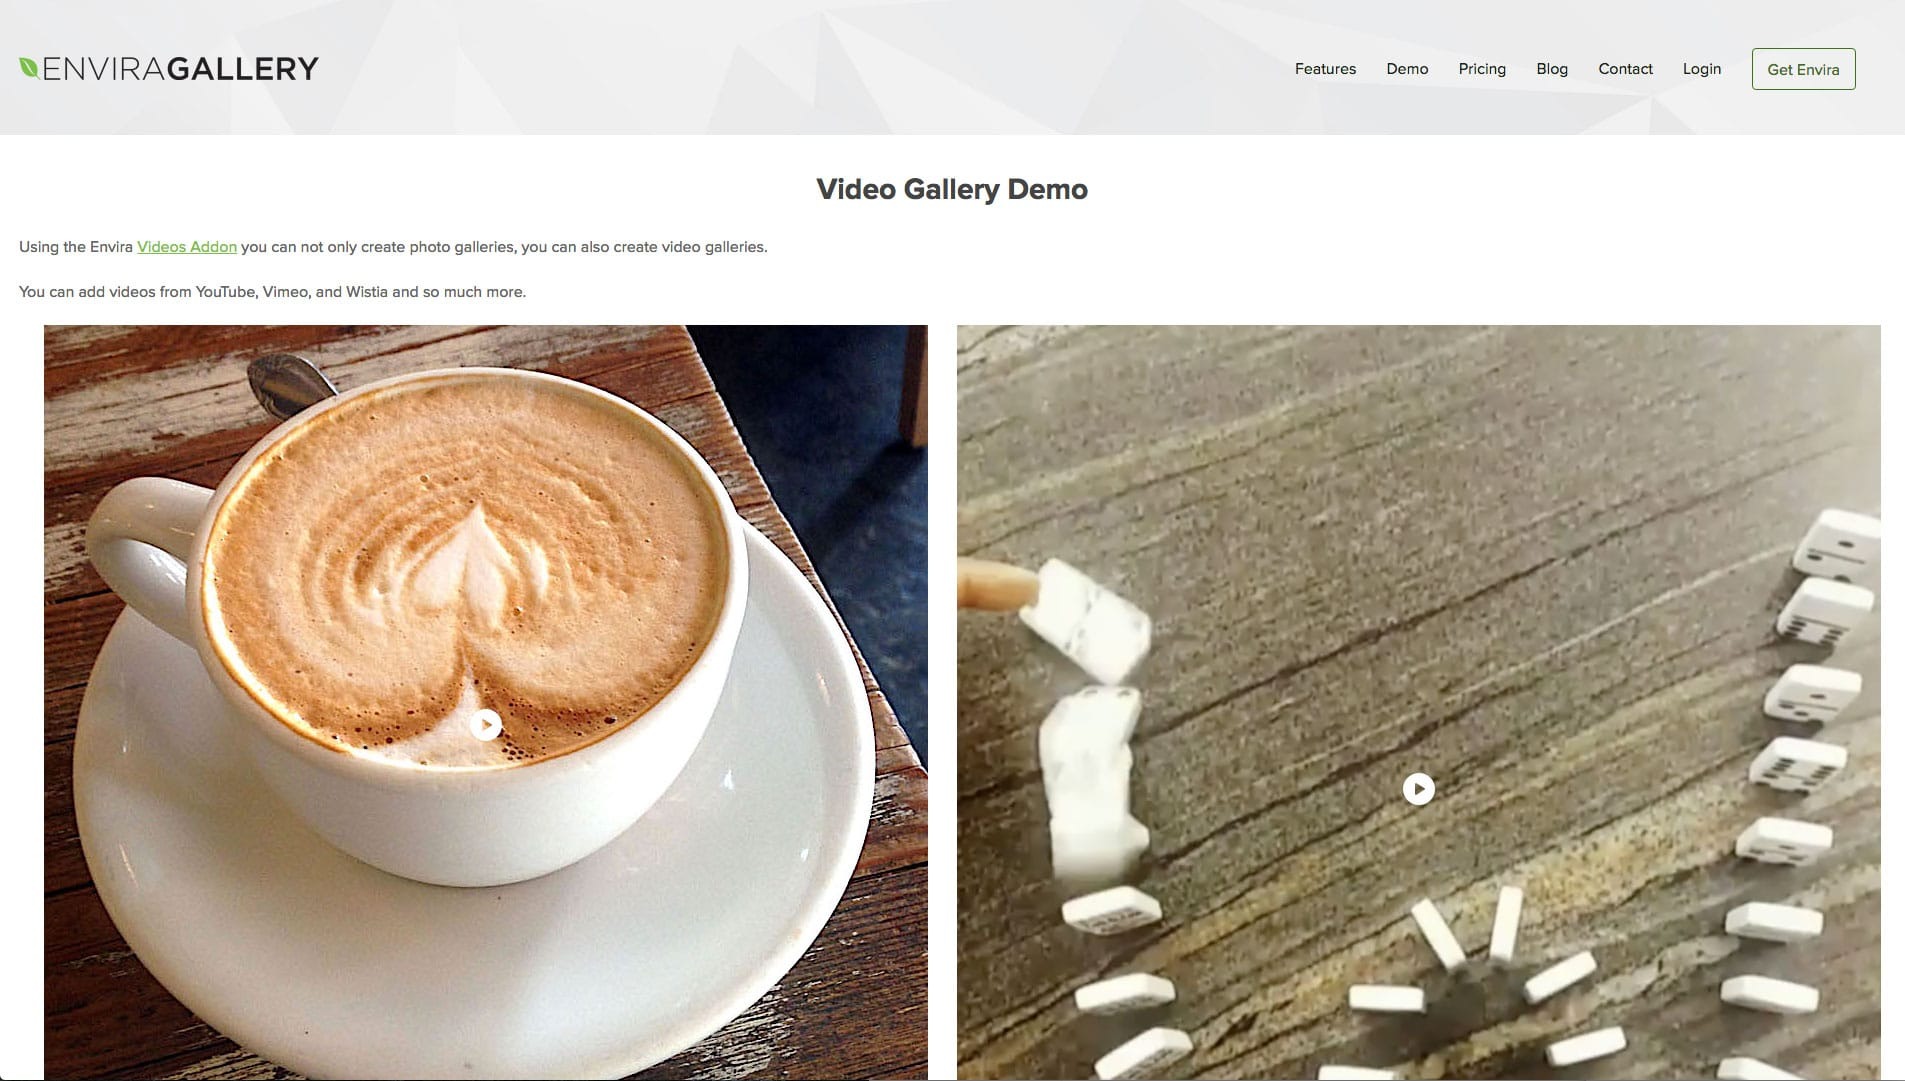 ENVIRAGALLERY
Features Demo Pricing Blog Contact Login Get Envira
Video Gallery Demo
Using the Envira Videos Addon you can not only create photo galleries, you can also create video galleries.
You can add videos from YouTube, Vimeo, and Wistia and so much more.